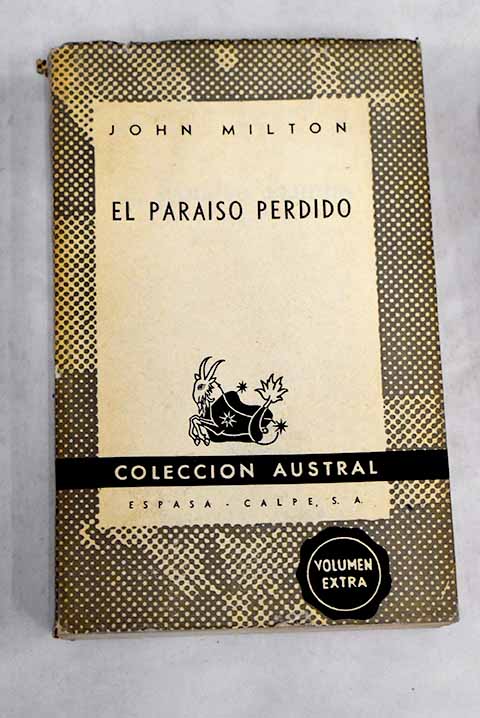 JOHN MILTON
EL PARAISO PERDIDO
COLECCION AUSTRAL
ESPASA - CALPE, S. A.
VOLUMEN
EXTRA